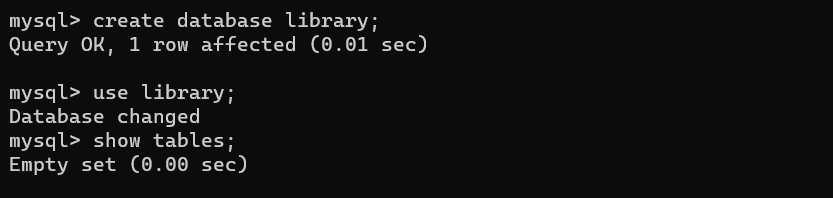 mysql> create database library;
Query OK, 1 row affected (0.01 sec)
mysql> use library;
Database changed
mysql> show tables;
Empty set (0.00 sec)